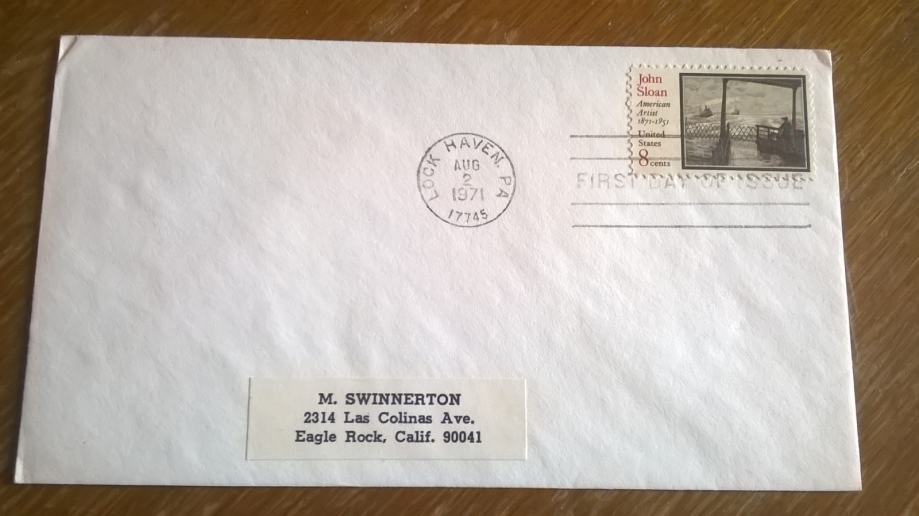 John
Sloan
American
Artist
1871-1951
United
States
8 cents
LOCK HAVEN, PA
AUG
2
1971
17745
FIRST DAY OF ISSUE
M. SWINNERTON
2314 Las Colinas Ave.
Eagle Rock, Calif. 90041